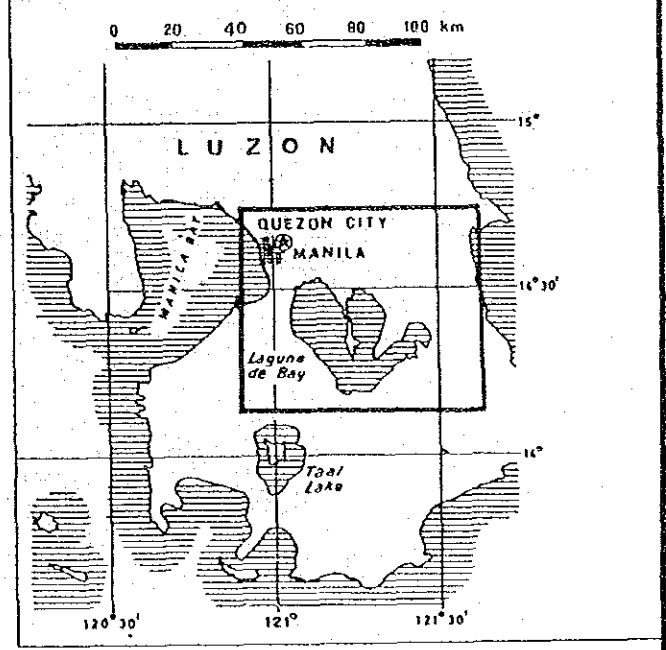 0 20 40 60 80 100 km
LUZON
15°
QUEZON CITY
MANILA
MANILA BAY
14°30'
Laguna de Bay
14°
Taal Lake
120°30' 121° 121°30'